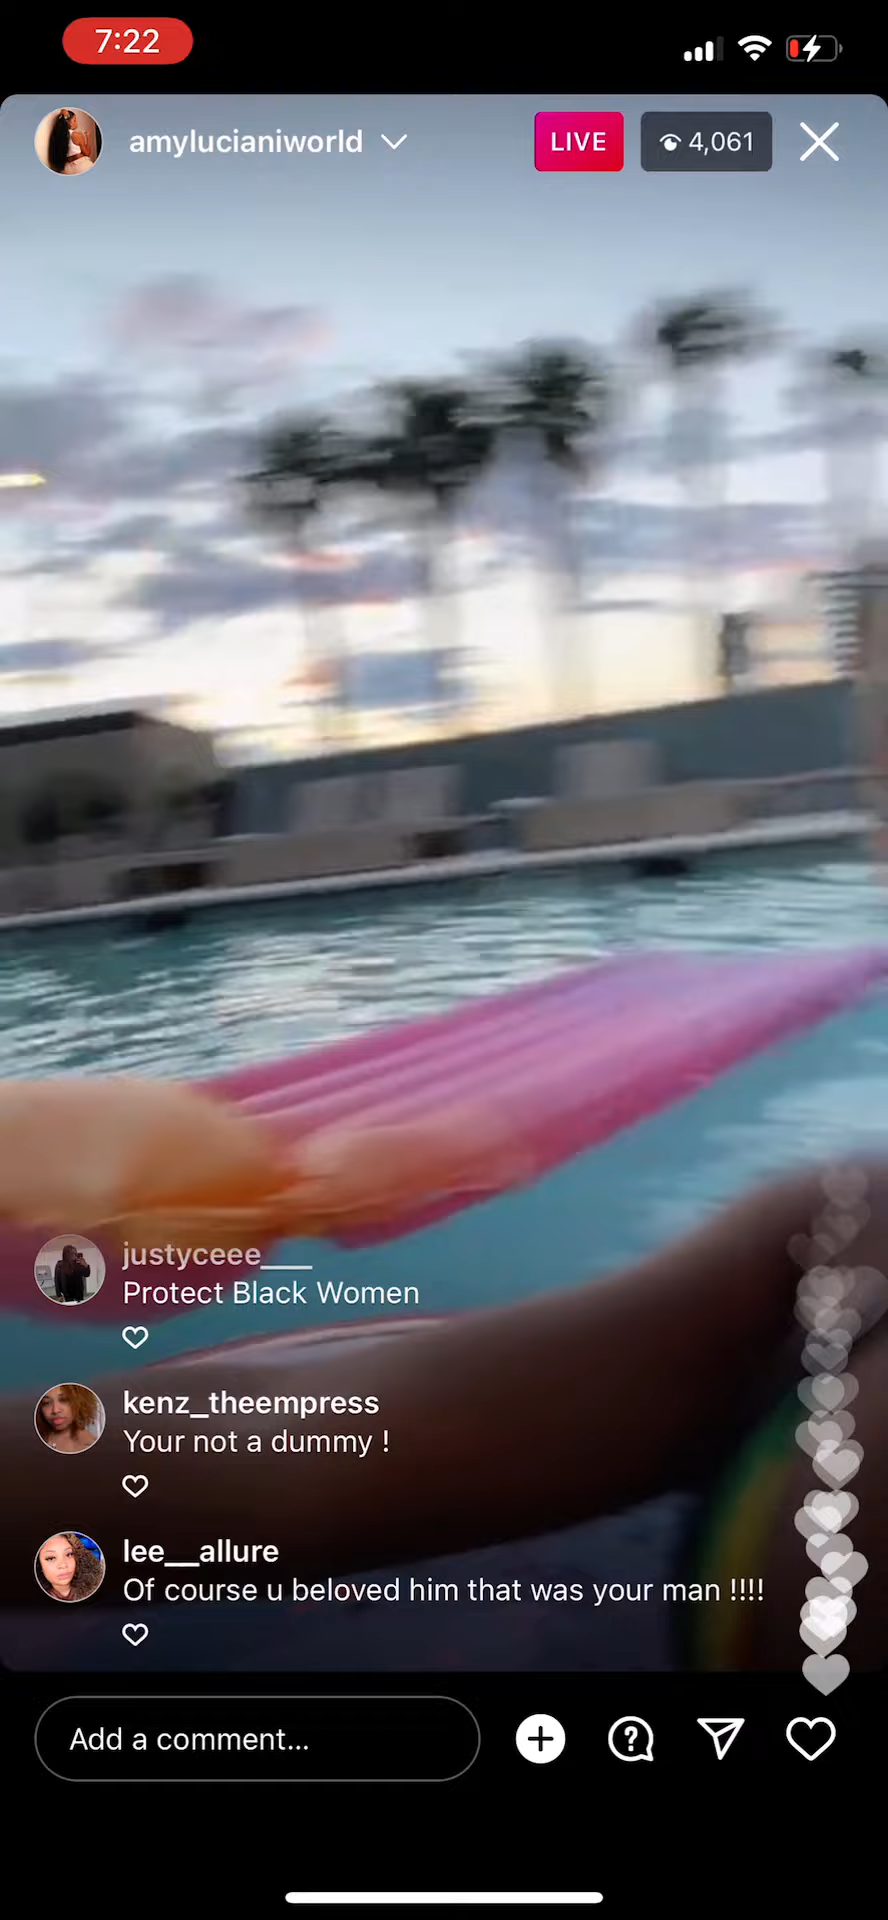 7:22
amylucianiworld
LIVE
4,061
justyceee___
Protect Black Women
kenz_theempress
Your not a dummy !
lee__allure
Of course u beloved him that was your man !!!!
Add a comment...